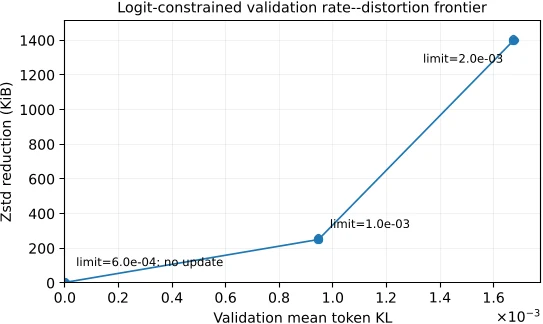 Logit-constrained validation rate--distortion frontier
Zstd reduction (KiB)
1400
1200
1000
800
600
400
200
0
limit=2.0e-03
limit=1.0e-03
limit=6.0e-04: no update
0.0 0.2 0.4 0.6 0.8 1.0 1.2 1.4 1.6
×10⁻³
Validation mean token KL